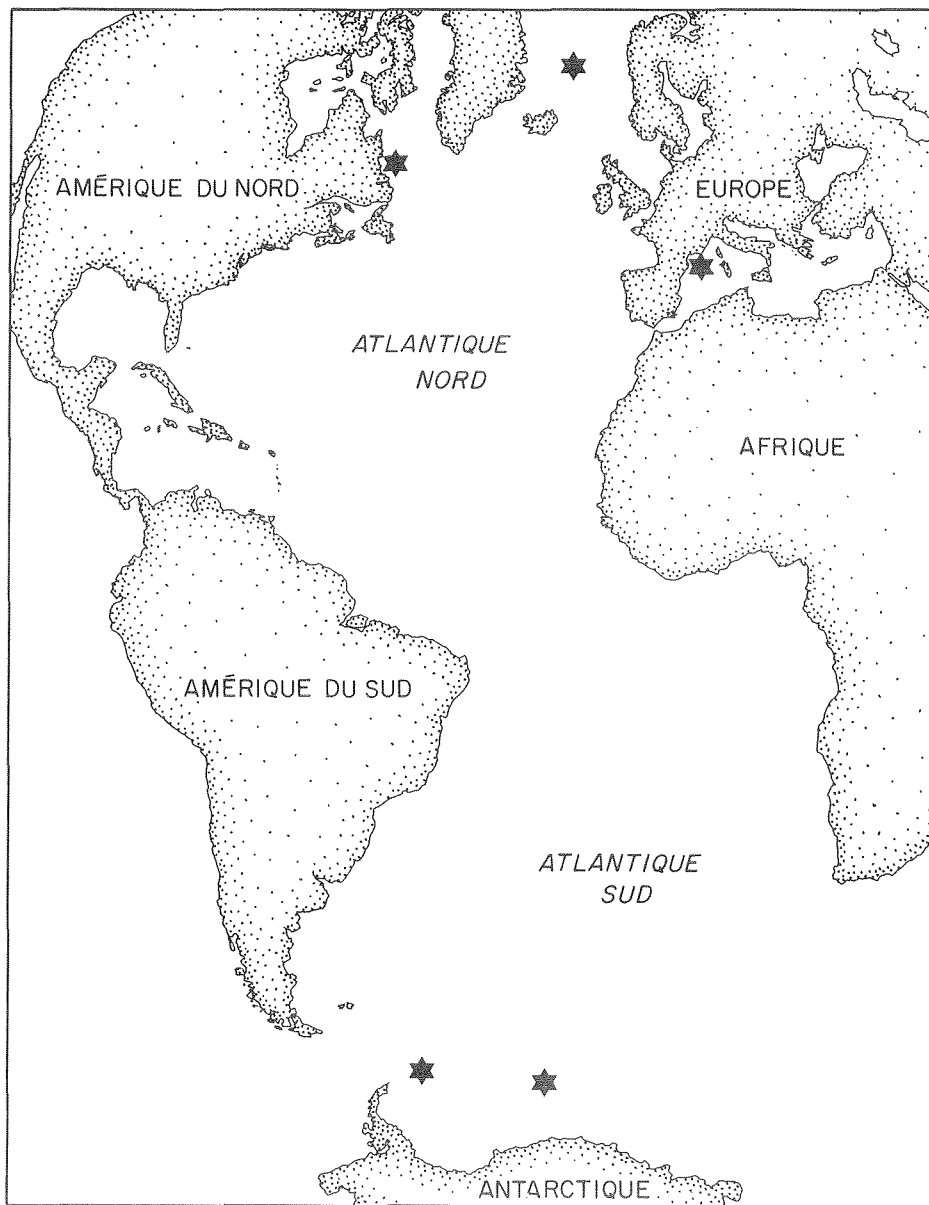 AMÉRIQUE DU NORD
EUROPE
ATLANTIQUE
NORD
AFRIQUE
AMÉRIQUE DU SUD
ATLANTIQUE
SUD
ANTARCTIQUE